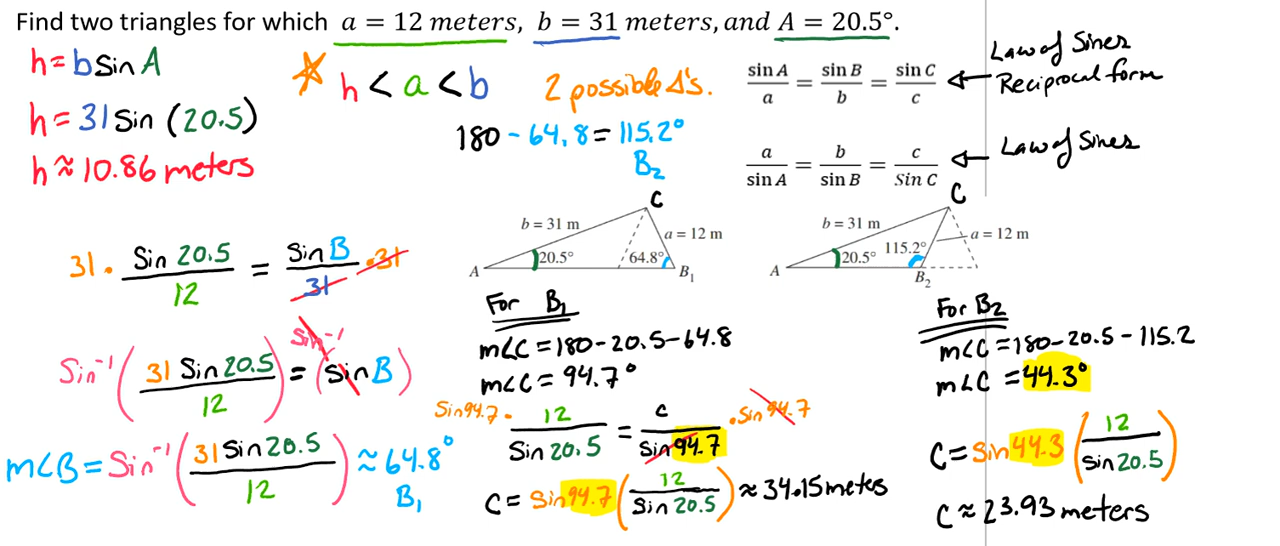 Find two triangles for which a = 12 meters, b = 31 meters, and A = 20.5°.
h = b Sin A
h = 31 Sin (20.5)
h ≈ 10.86 meters
☆ h < a < b
2 possible Δ's.
180 - 64.8 = 115.2°
B₂
sin A / a = sin B / b = sin C / c
Law of Sines
Reciprocal form
a / sin A = b / sin B = c / Sin C
Law of Sines
31 · Sin 20.5 / 12 = Sin B / 31 · 31
Sin⁻¹ ( 31 Sin 20.5 / 12 ) = Sin⁻¹ ( Sin B )
m∠B = Sin⁻¹ ( 31 Sin 20.5 / 12 ) ≈ 64.8°
B₁
C
b = 31 m
a = 12 m
20.5°
64.8°
A
B₁
For B₁
m∠C = 180 - 20.5 - 64.8
m∠C = 94.7°
Sin 94.7 · 12 / Sin 20.5 = c / Sin 94.7 · Sin 94.7
C = Sin 94.7 ( 12 / Sin 20.5 ) ≈ 34.15 meters
C
b = 31 m
a = 12 m
20.5°
115.2°
A
B₂
For B₂
m∠C = 180 - 20.5 - 115.2
m∠C = 44.3°
C = Sin 44.3 ( 12 / Sin 20.5 )
C ≈ 23.93 meters